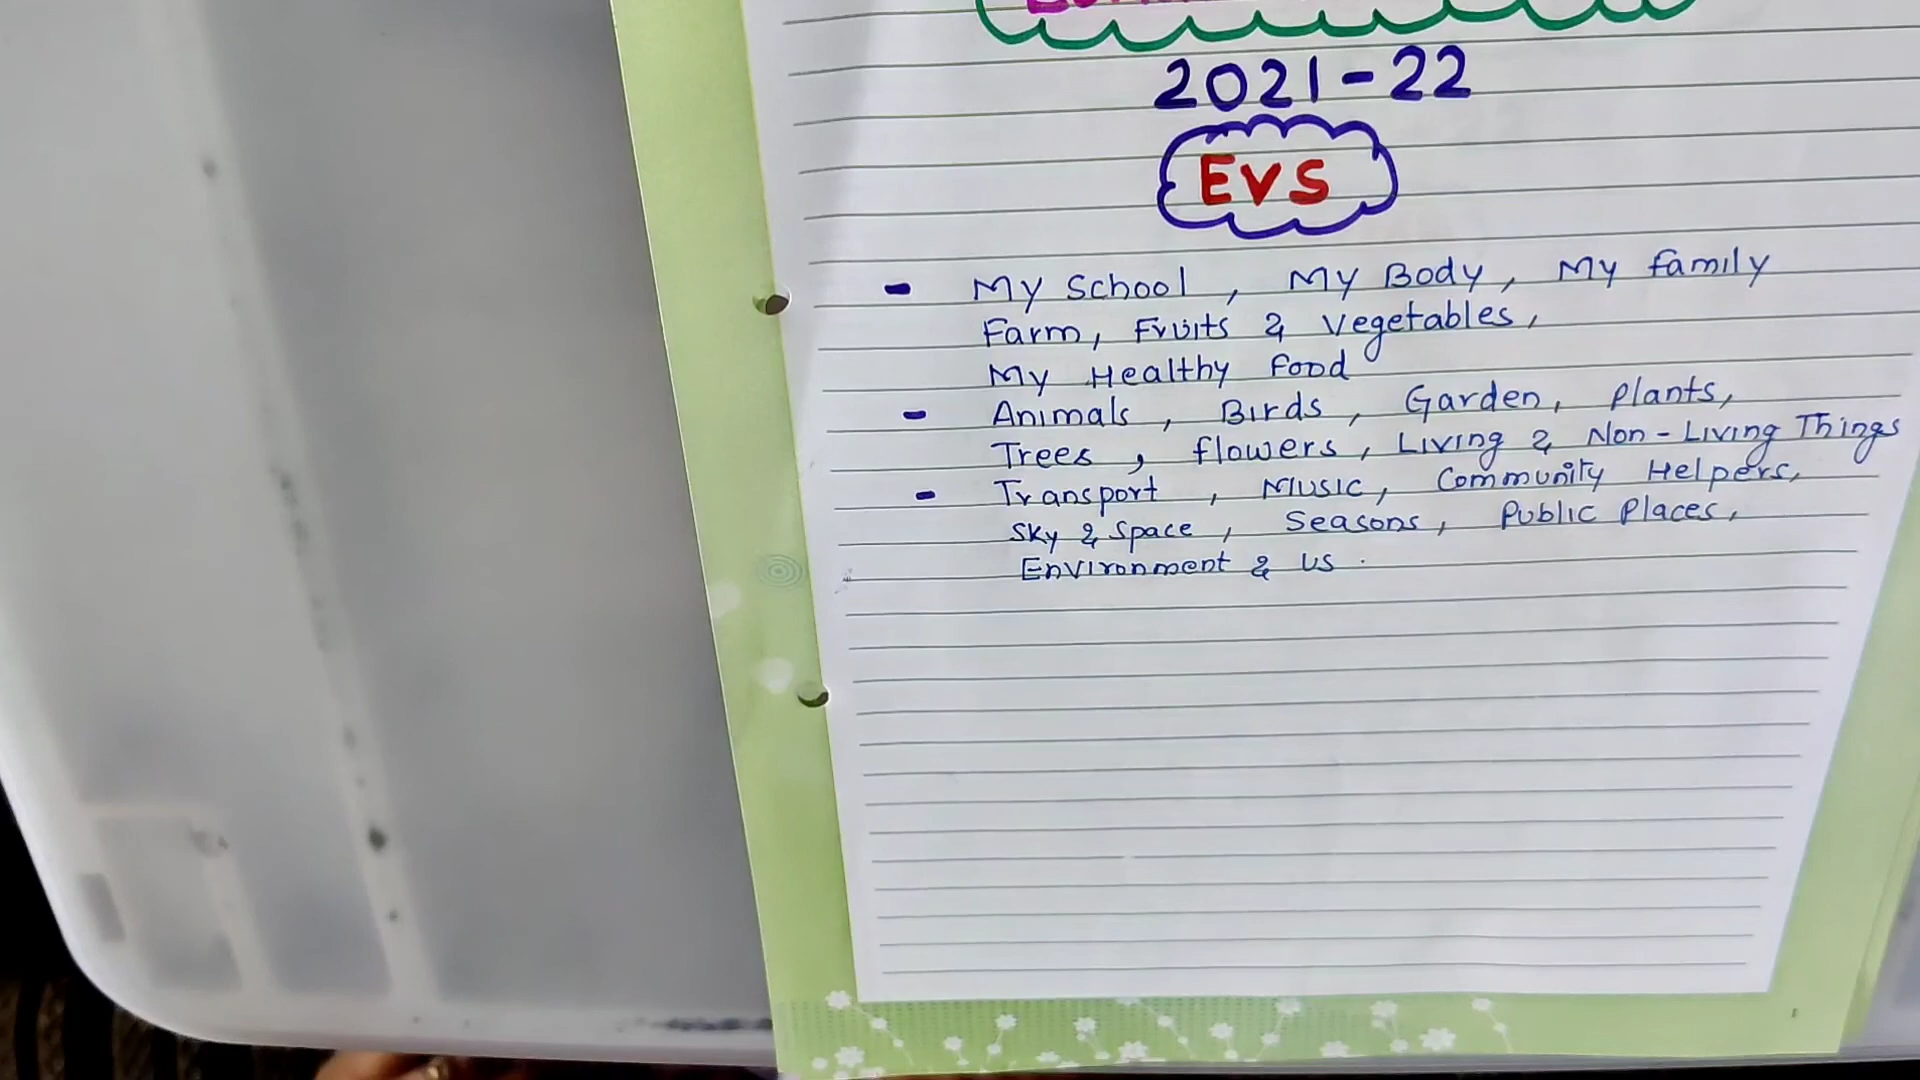 2021-22
EVS
- My School, My Body, My family
Farm, Fruits & Vegetables,
My Healthy Food
- Animals, Birds, Garden, Plants,
Trees, flowers, Living & Non-Living Things
- Transport, Music, Community Helpers,
Sky & Space, Seasons, Public Places,
Environment & us.